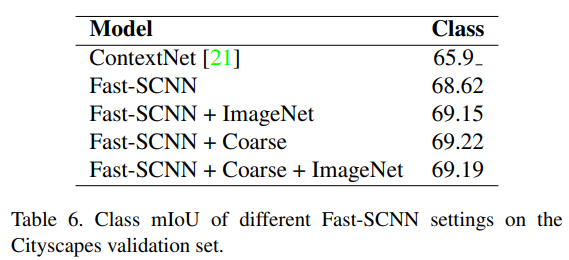 Model Class
ContextNet [21] 65.9_
Fast-SCNN 68.62
Fast-SCNN + ImageNet 69.15
Fast-SCNN + Coarse 69.22
Fast-SCNN + Coarse + ImageNet 69.19
Table 6. Class mIoU of different Fast-SCNN settings on the
Cityscapes validation set.